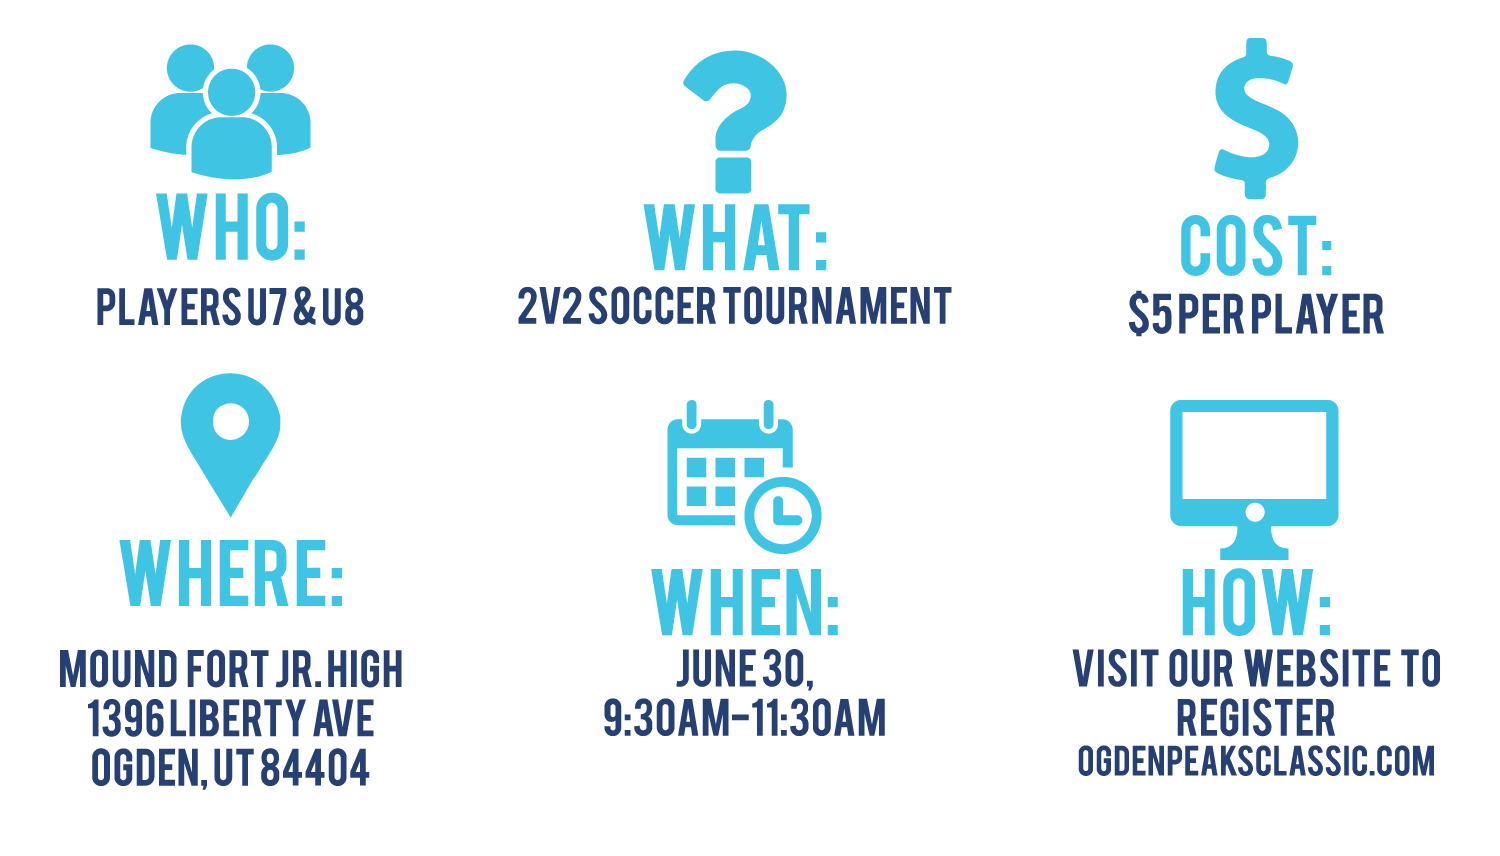 WHO:
PLAYERS U7 & U8
WHAT:
2V2 SOCCER TOURNAMENT
COST:
$5 PER PLAYER
WHERE:
MOUND FORT JR. HIGH
1396 LIBERTY AVE
OGDEN, UT 84404
WHEN:
JUNE 30,
9:30AM-11:30AM
HOW:
VISIT OUR WEBSITE TO
REGISTER
OGDENPEAKSCLASSIC.COM